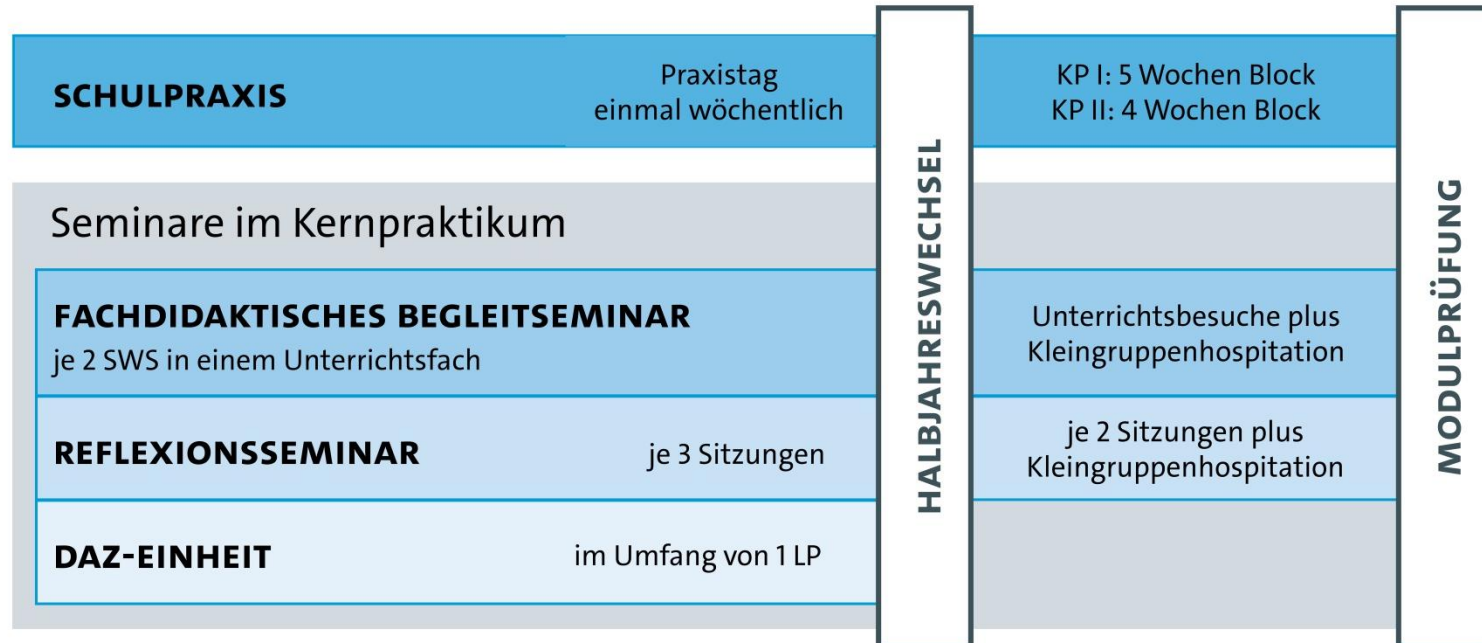 SCHULPRAXIS
Praxistag
einmal wöchentlich
KP I: 5 Wochen Block
KP II: 4 Wochen Block
Seminare im Kernpraktikum
FACHDIDAKTISCHES BEGLEITSEMINAR
je 2 SWS in einem Unterrichtsfach
Unterrichtsbesuche plus
Kleingruppenhospitation
REFLEXIONSSEMINAR
je 3 Sitzungen
je 2 Sitzungen plus
Kleingruppenhospitation
DAZ-EINHEIT
im Umfang von 1 LP
HALBJAHRESWECHSEL
MODULPRÜFUNG